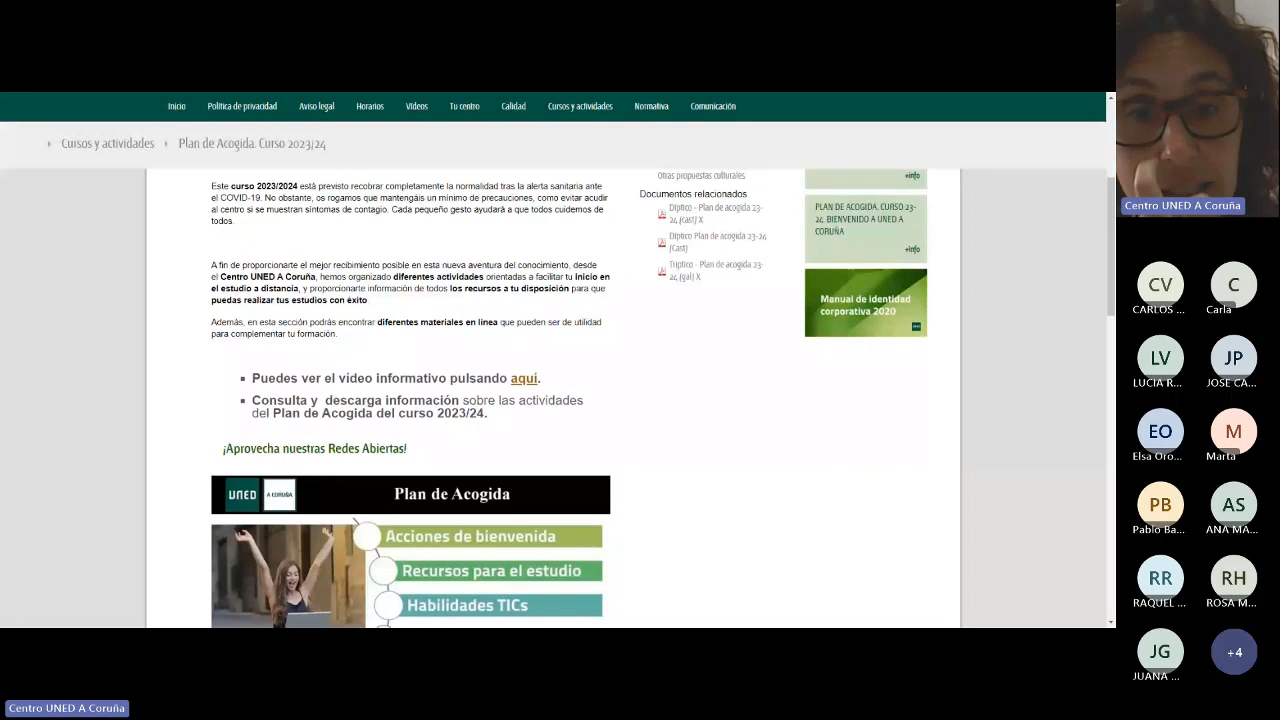 Inicio Política de privacidad Aviso legal Horarios Vídeos Tu centro Calidad Cursos y actividades Normativa Comunicación
Cursos y actividades Plan de Acogida. Curso 2023/24
Este curso 2023/2024 está previsto recobrar completamente la normalidad tras la alerta sanitaria ante
el COVID-19. No obstante, os rogamos que mantengáis un mínimo de precauciones, como evitar acudir
al centro si se muestran síntomas de contagio. Cada pequeño gesto ayudará a que todos cuidemos de
todos.
A fin de proporcionarte el mejor recibimiento posible en esta nueva aventura del conocimiento, desde
el Centro UNED A Coruña, hemos organizado diferentes actividades orientadas a facilitar tu inicio en
el estudio a distancia, y proporcionarte información de todos los recursos a tu disposición para que
puedas realizar tus estudios con éxito
Además, en esta sección podrás encontrar diferentes materiales en línea que pueden ser de utilidad
para complementar tu formación.
Puedes ver el vídeo informativo pulsando aquí.
Consulta y descarga información sobre las actividades
del Plan de Acogida del curso 2023/24.
¡Aprovecha nuestras Redes Abiertas!
UNED A CORUÑA Plan de Acogida
Acciones de bienvenida
Recursos para el estudio
Habilidades TICs
Otras propuestas culturales
Documentos relacionados
Díptico - Plan de acogida 23-
24 (cast) X
Díptico Plan de acogida 23-24
(Cast)
Tríptico - Plan de acogida 23-
24 (gal) X
+info
PLAN DE ACOGIDA. CURSO 23-
24. BIENVENIDO A UNED A
CORUÑA
+info
Manual de identidad
corporativa 2020
Centro UNED A Coruña
CV C
CARLOS ... Carla
LV JP
LUCIA R... JOSE CA...
EO M
Elsa Oro... Marta
PB AS
Pablo Ba... ANA MA...
RR RH
RAQUEL ... ROSA M...
JG +4
JUANA ...
Centro UNED A Coruña